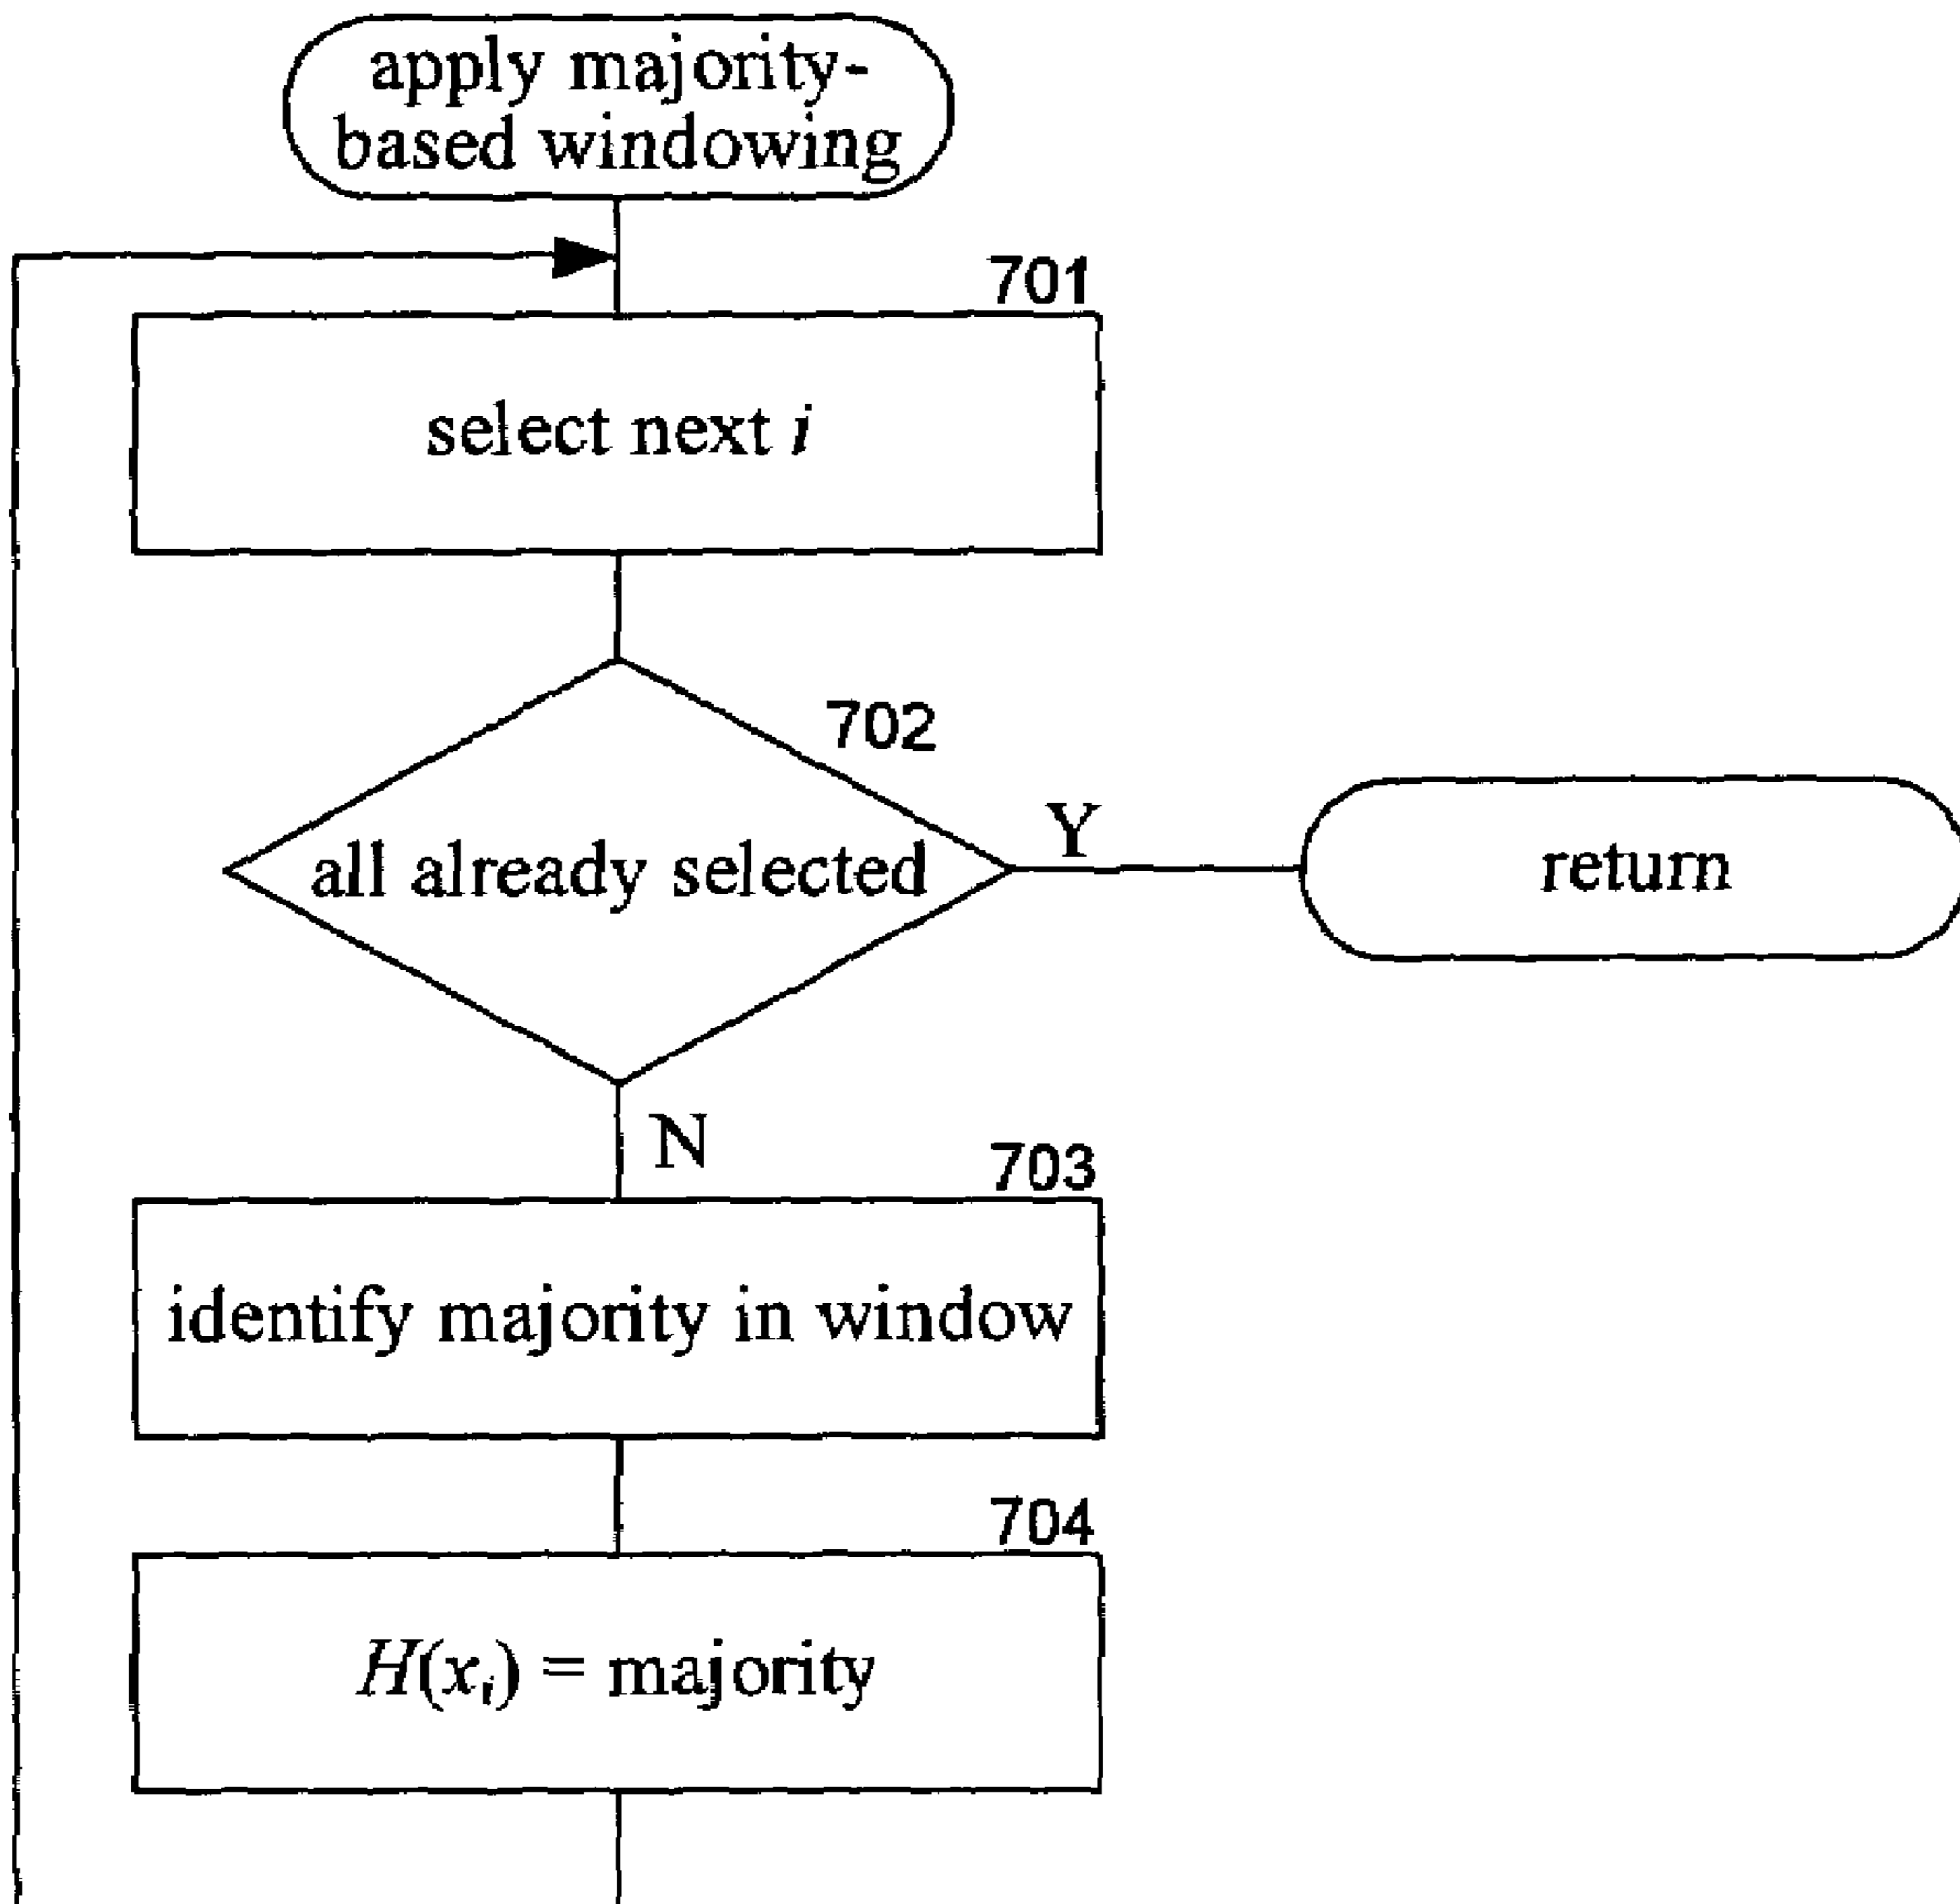 apply majority-
based windowing
701
select next i
702
all already selected
Y
return
N
703
identify majority in window
704
H(xᵢ) = majority